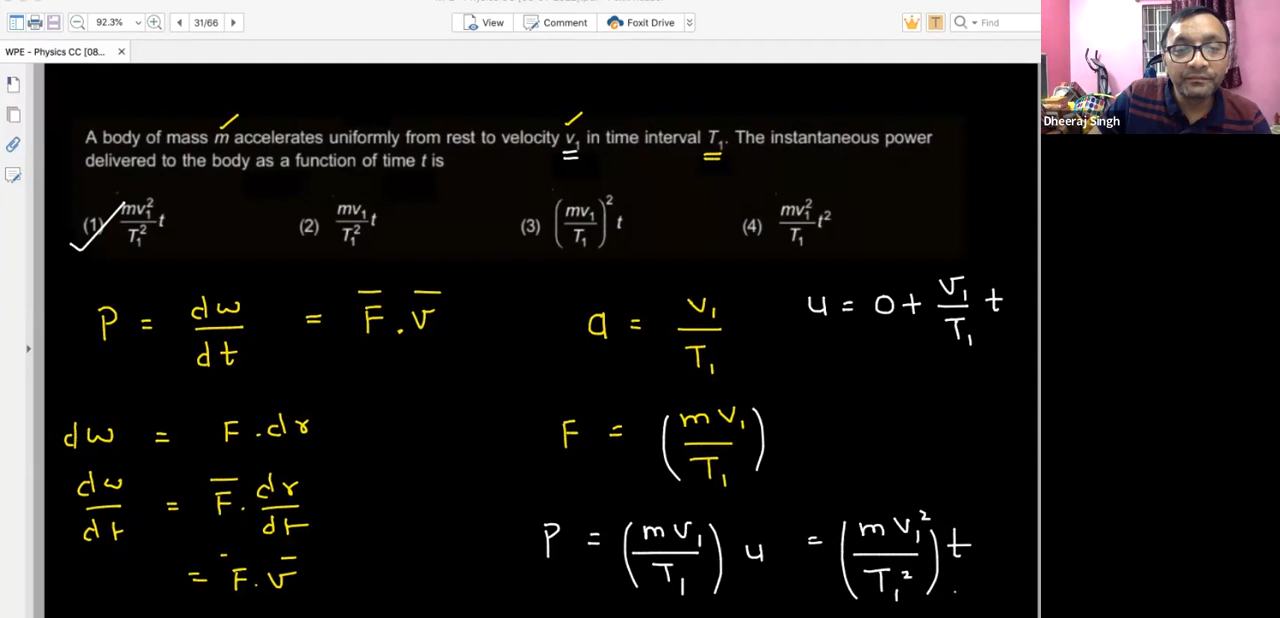 92.3%
31/66
View
Comment
Foxit Drive
T
Find
WPE - Physics CC [08...
Dheeraj Singh
A body of mass m accelerates uniformly from rest to velocity v₁ in time interval T₁. The instantaneous power
delivered to the body as a function of time t is
(1) mv₁²/T₁² t (2) mv₁/T₁² t (3) (mv₁/T₁)² t (4) mv₁²/T₁ t²
P = dw/dt = F̄ . v̄ a = v₁/T₁ u = 0 + v₁/T₁ t
dw = F . dr F = (mv₁/T₁)
dw/dt = F̄ . dr/dt
P = (mv₁/T₁) u = (mv₁²/T₁²) t
= F̄ . v̄